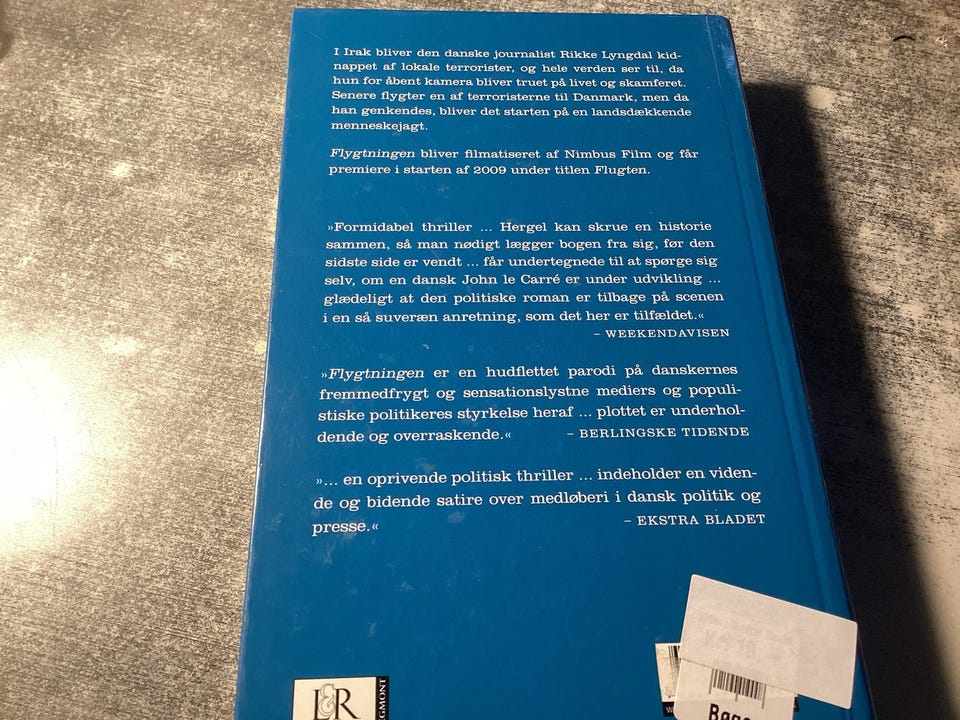 I Irak bliver den danske journalist Rikke Lyngdal kid-
nappet af lokale terrorister, og hele verden ser til, da
hun for åbent kamera bliver truet på livet og skamferet.
Senere flygter en af terroristerne til Danmark, men da
han genkendes, bliver det starten på en landsdækkende
menneskejagt.
Flygtningen bliver filmatiseret af Nimbus Film og får
premiere i starten af 2009 under titlen Flugten.
»Formidabel thriller ... Hergel kan skrue en historie
sammen, så man nødigt lægger bogen fra sig, før den
sidste side er vendt ... får undertegnede til at spørge sig
selv, om en dansk John le Carré er under udvikling ...
glædeligt at den politiske roman er tilbage på scenen
i en så suveræn anretning, som det her er tilfældet.«
– WEEKENDAVISEN
»Flygtningen er en hudflettet parodi på danskernes
fremmedfrygt og sensationslystne mediers og populi-
stiske politikeres styrkelse heraf ... plottet er underhol-
dende og overraskende.« – BERLINGSKE TIDENDE
»... en oprivende politisk thriller ... indeholder en viden-
de og bidende satire over medløberi i dansk politik og
presse.« – EKSTRA BLADET
L&R